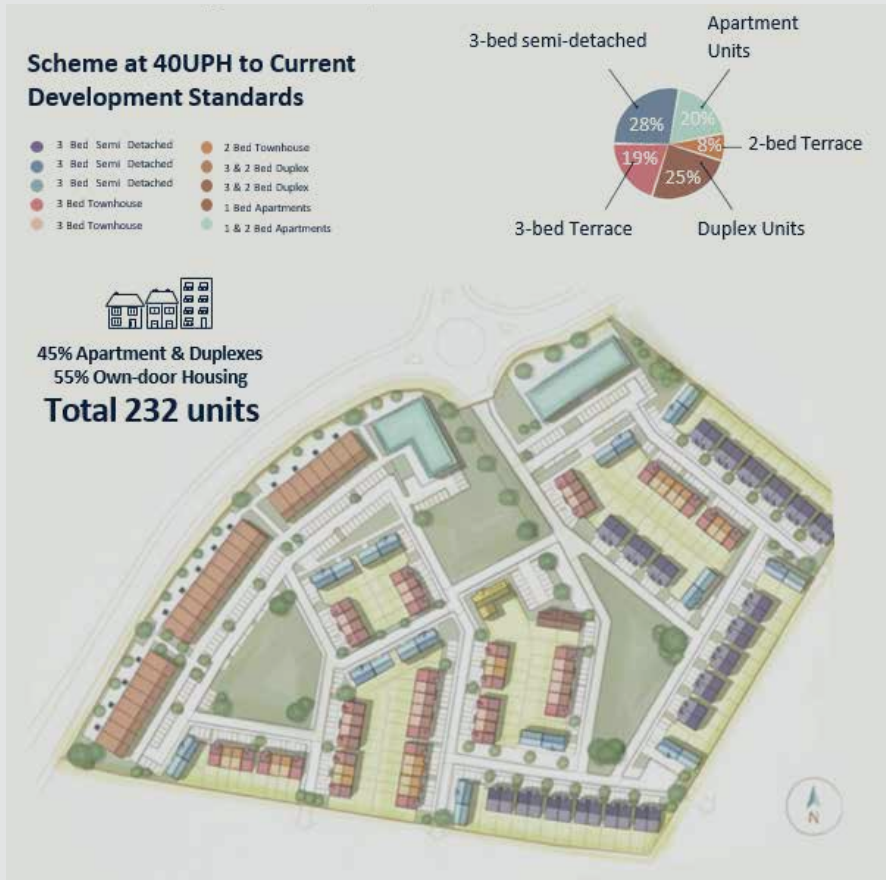 Scheme at 40UPH to Current
Development Standards
3 Bed Semi Detached
3 Bed Semi Detached
3 Bed Semi Detached
3 Bed Townhouse
3 Bed Townhouse
2 Bed Townhouse
3 & 2 Bed Duplex
3 & 2 Bed Duplex
1 Bed Apartments
1 & 2 Bed Apartments
3-bed semi-detached
Apartment
Units
28%
20%
8%
2-bed Terrace
19%
25%
3-bed Terrace
Duplex Units
45% Apartment & Duplexes
55% Own-door Housing
Total 232 units
N